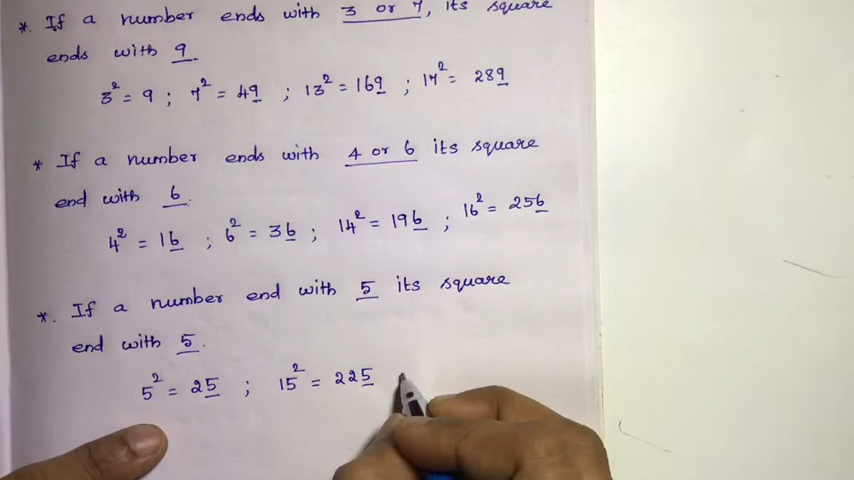 *. If a number ends with 3 or 7, its square
ends with 9.
3² = 9 ; 7² = 49 ; 13² = 169 ; 17² = 289
* If a number ends with 4 or 6 its square
end with 6.
4² = 16 ; 6² = 36 ; 14² = 196 ; 16² = 256
*. If a number end with 5 its square
end with 5.
5² = 25 ; 15² = 225